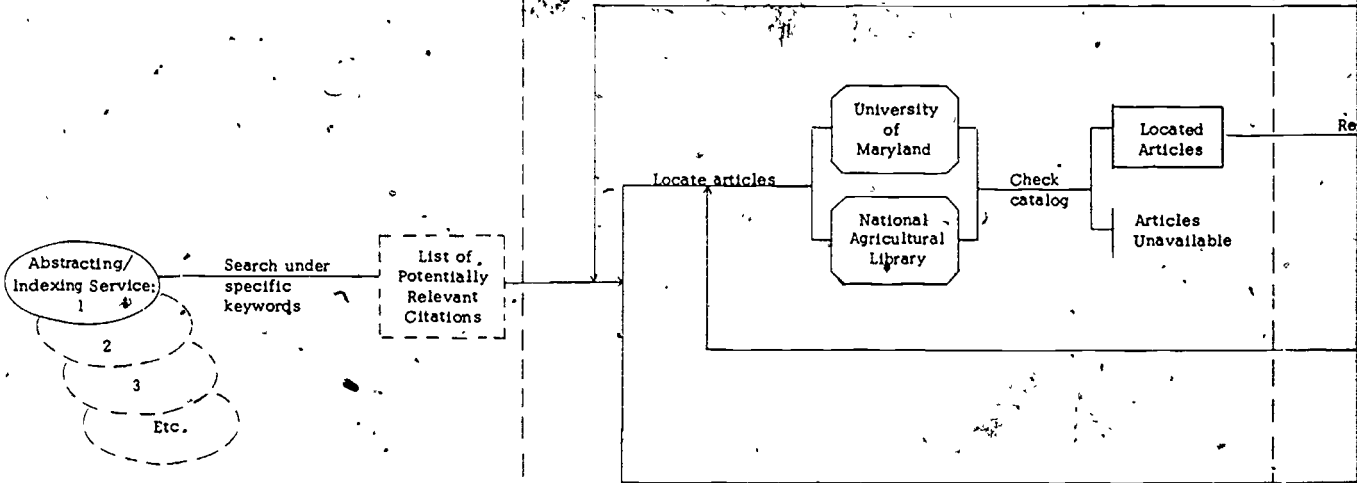 Abstracting/
Indexing Service:
1
2
3
Etc.
Search under
specific
keywords
List of
Potentially
Relevant
Citations
Locate articles
University
of
Maryland
National
Agricultural
Library
Check
catalog
Located
Articles
Articles
Unavailable
Re